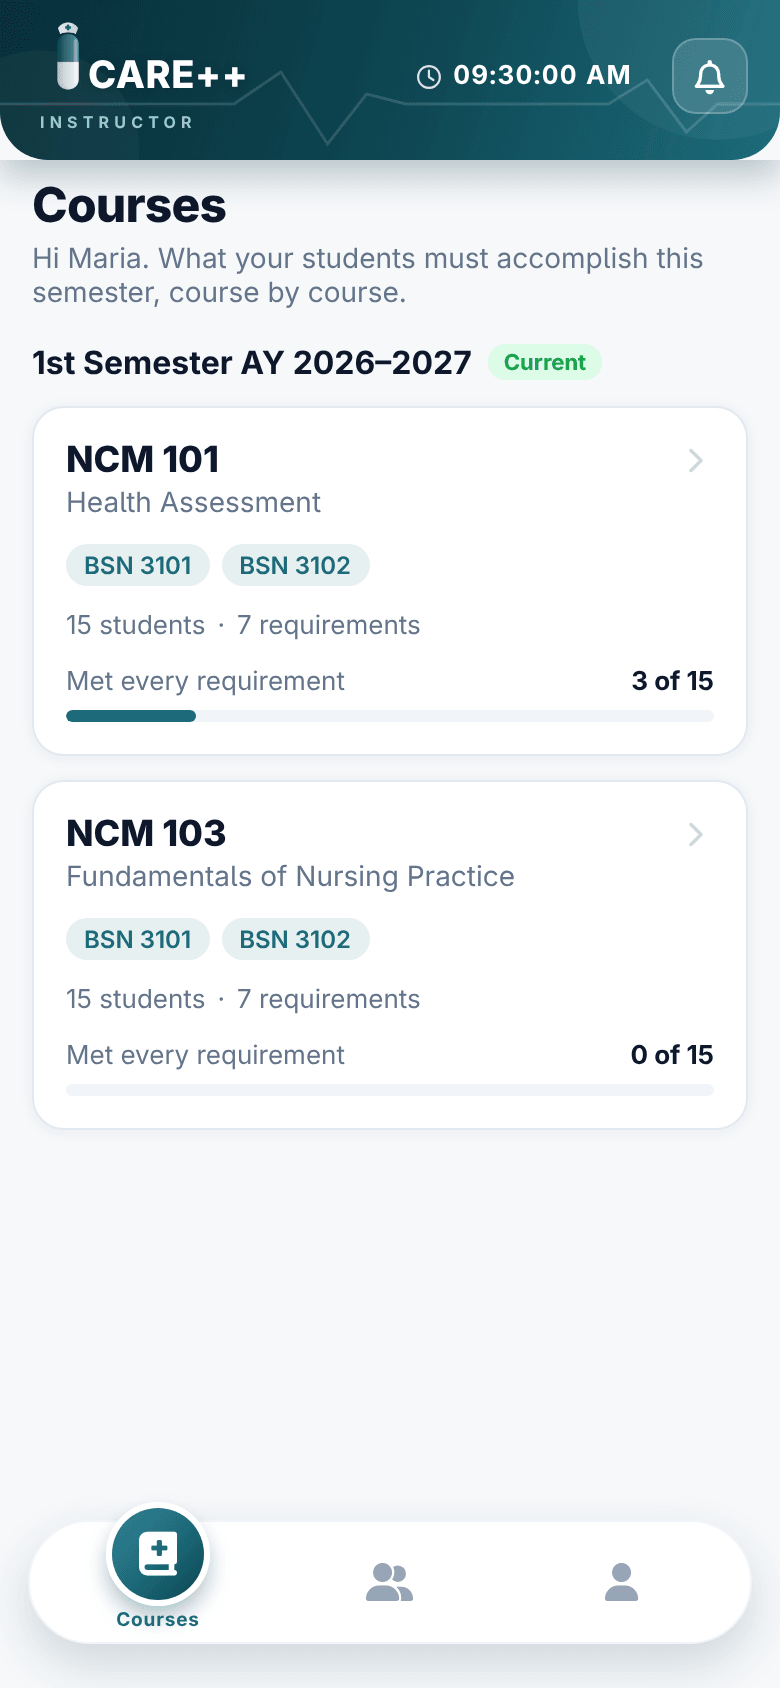 CARE++
INSTRUCTOR
09:30:00 AM
Courses
Hi Maria. What your students must accomplish this
semester, course by course.
1st Semester AY 2026–2027 Current
NCM 101
Health Assessment
BSN 3101 BSN 3102
15 students · 7 requirements
Met every requirement 3 of 15
NCM 103
Fundamentals of Nursing Practice
BSN 3101 BSN 3102
15 students · 7 requirements
Met every requirement 0 of 15
Courses